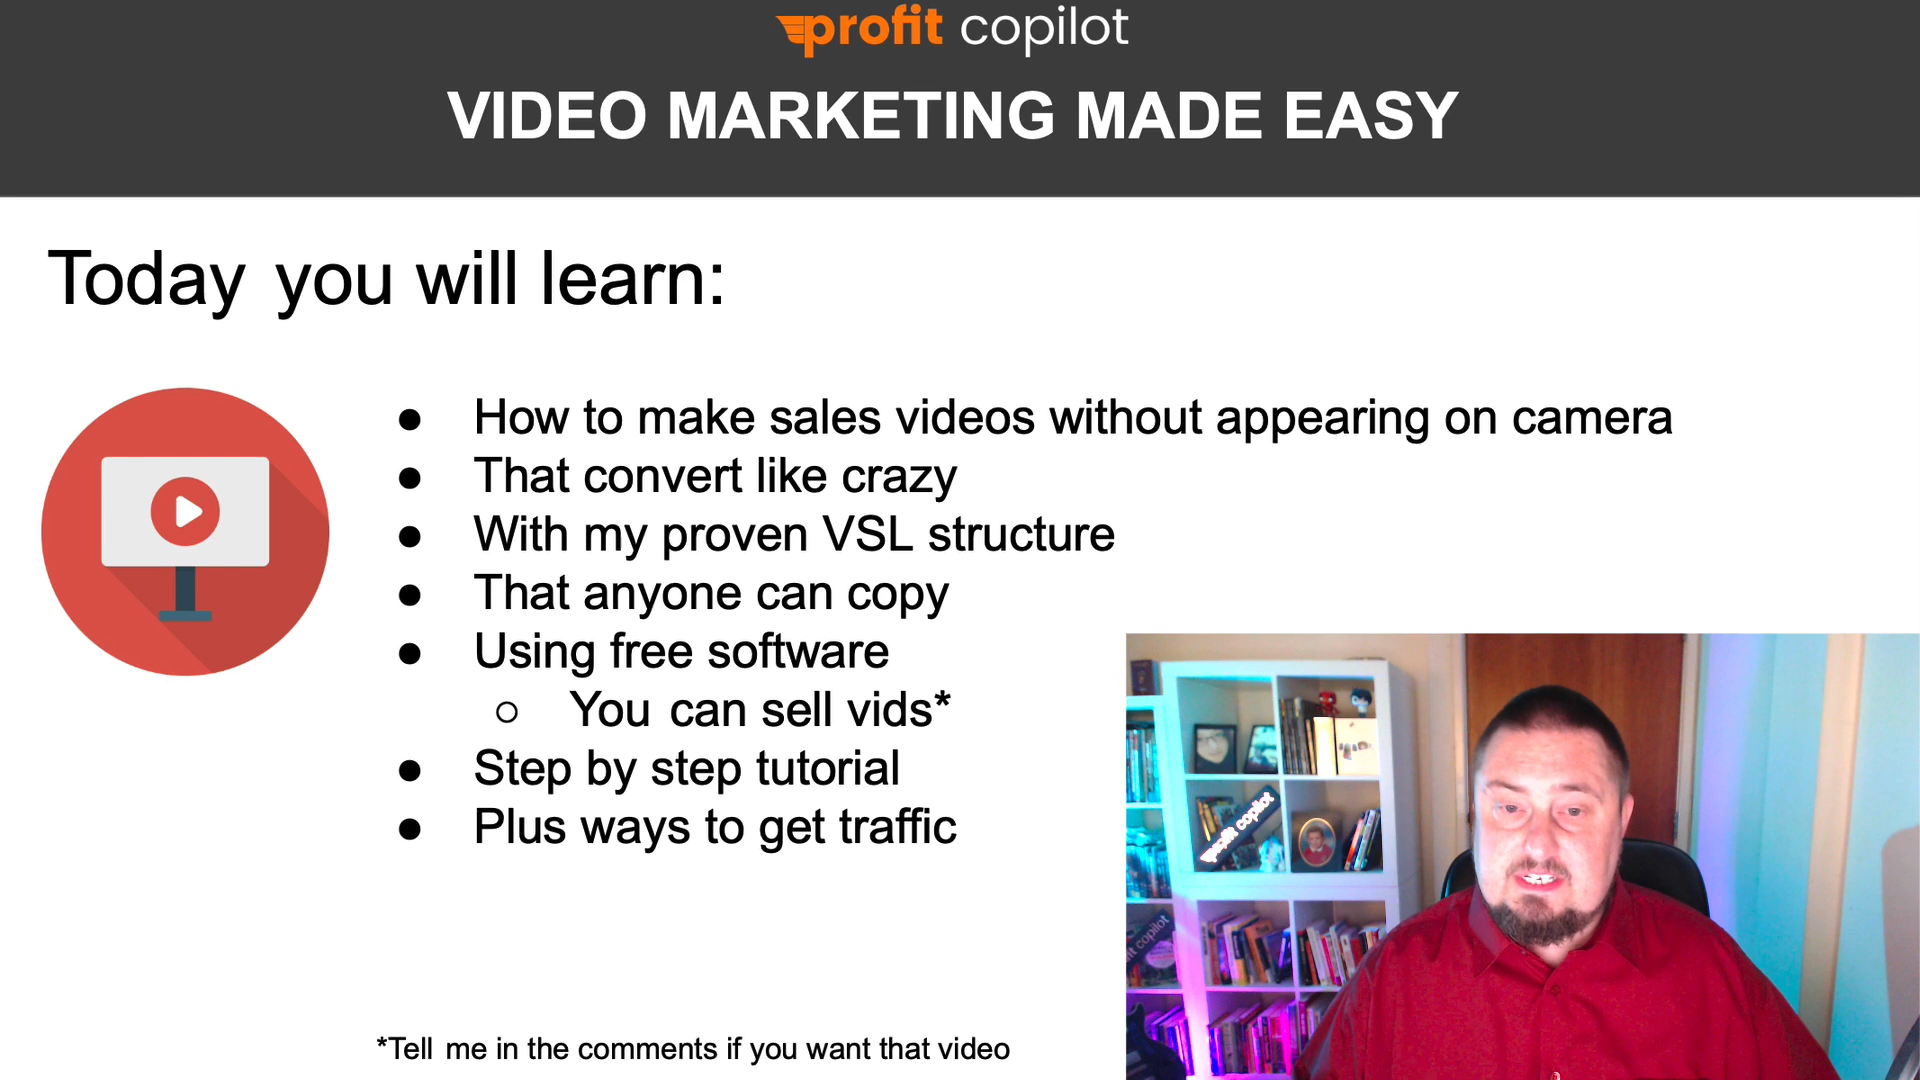 profit copilot
VIDEO MARKETING MADE EASY
Today you will learn:
● How to make sales videos without appearing on camera
● That convert like crazy
● With my proven VSL structure
● That anyone can copy
● Using free software
○ You can sell vids*
● Step by step tutorial
● Plus ways to get traffic
profit copilot
copilot
*Tell me in the comments if you want that video